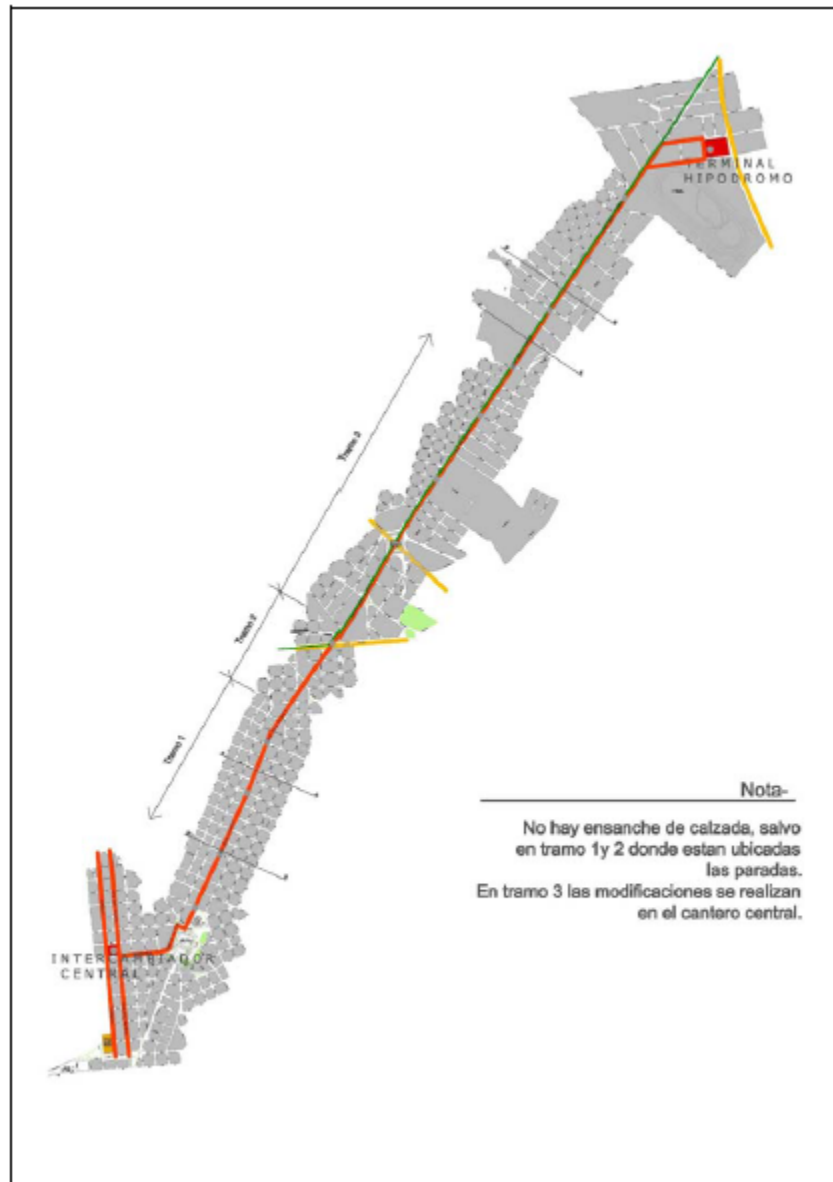 TERMINAL
HIPODROMO
Tramo 3
Tramo 2
Tramo 1
Nota-
No hay ensanche de calzada, salvo
en tramo 1y 2 donde estan ubicadas
las paradas.
En tramo 3 las modificaciones se realizan
en el cantero central.
INTERCAMBIADOR
CENTRAL